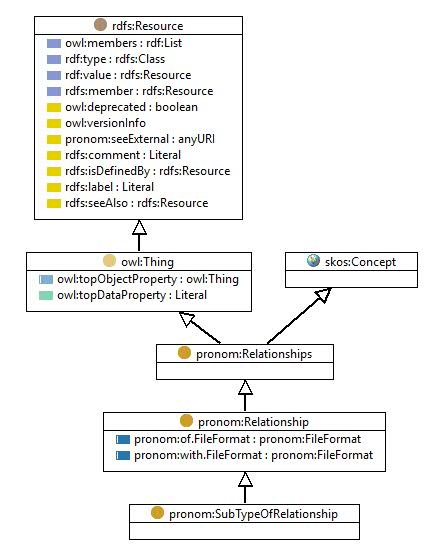 rdfs:Resource
owl:members : rdf:List
rdf:type : rdfs:Class
rdf:value : rdfs:Resource
rdfs:member : rdfs:Resource
owl:deprecated : boolean
owl:versionInfo
pronom:seeExternal : anyURI
rdfs:comment : Literal
rdfs:isDefinedBy : rdfs:Resource
rdfs:label : Literal
rdfs:seeAlso : rdfs:Resource
owl:Thing
owl:topObjectProperty : owl:Thing
owl:topDataProperty : Literal
skos:Concept
pronom:Relationships
pronom:Relationship
pronom:of.FileFormat : pronom:FileFormat
pronom:with.FileFormat : pronom:FileFormat
pronom:SubTypeOfRelationship